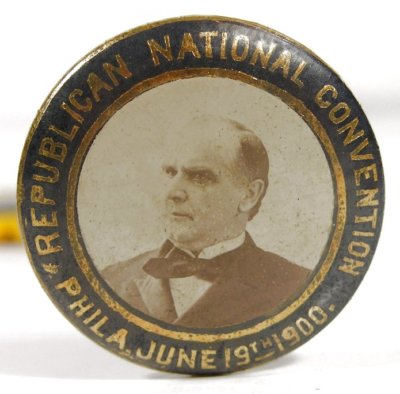 REPUBLICAN NATIONAL CONVENTION
PHILA. JUNE 19TH 1900.